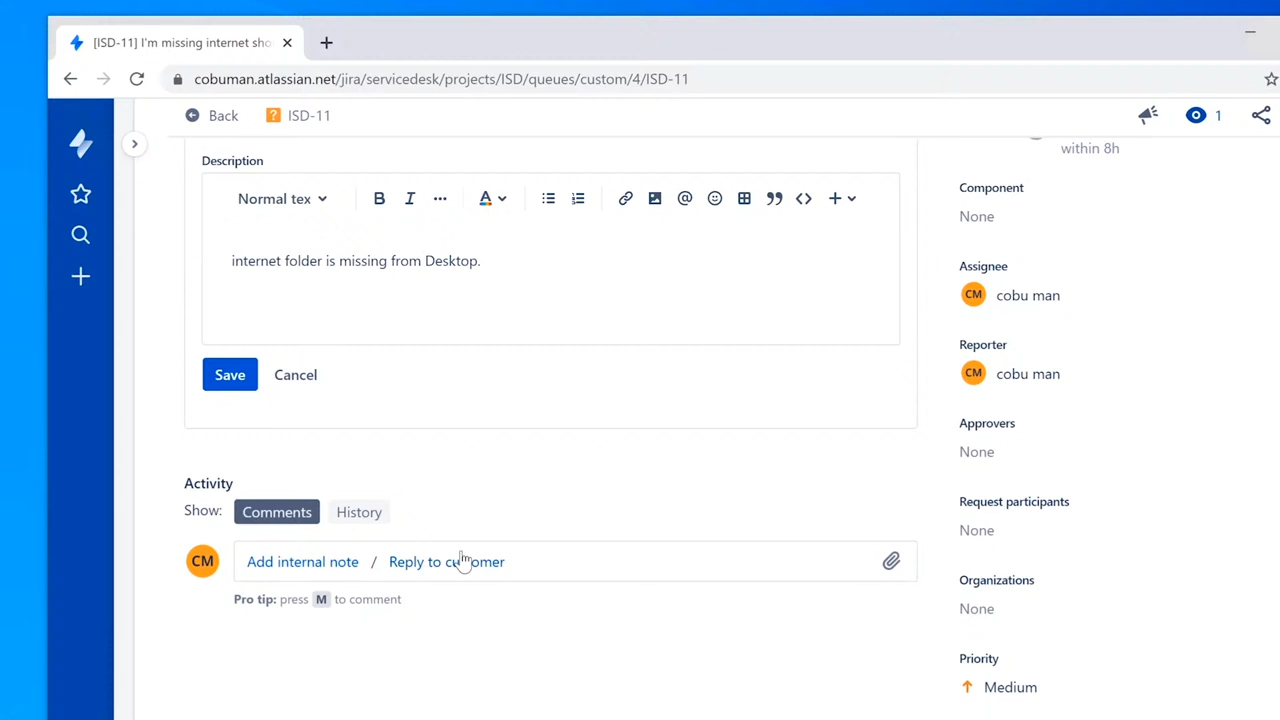 [ISD-11] I'm missing internet sho
cobuman.atlassian.net/jira/servicedesk/projects/ISD/queues/custom/4/ISD-11
Back
ISD-11
1
within 8h
Description
Normal tex
B I A
internet folder is missing from Desktop.
Save Cancel
Component
None
Assignee
CM cobu man
Reporter
CM cobu man
Approvers
None
Request participants
None
Organizations
None
Priority
Medium
Activity
Show: Comments History
CM Add internal note / Reply to customer
Pro tip: press M to comment